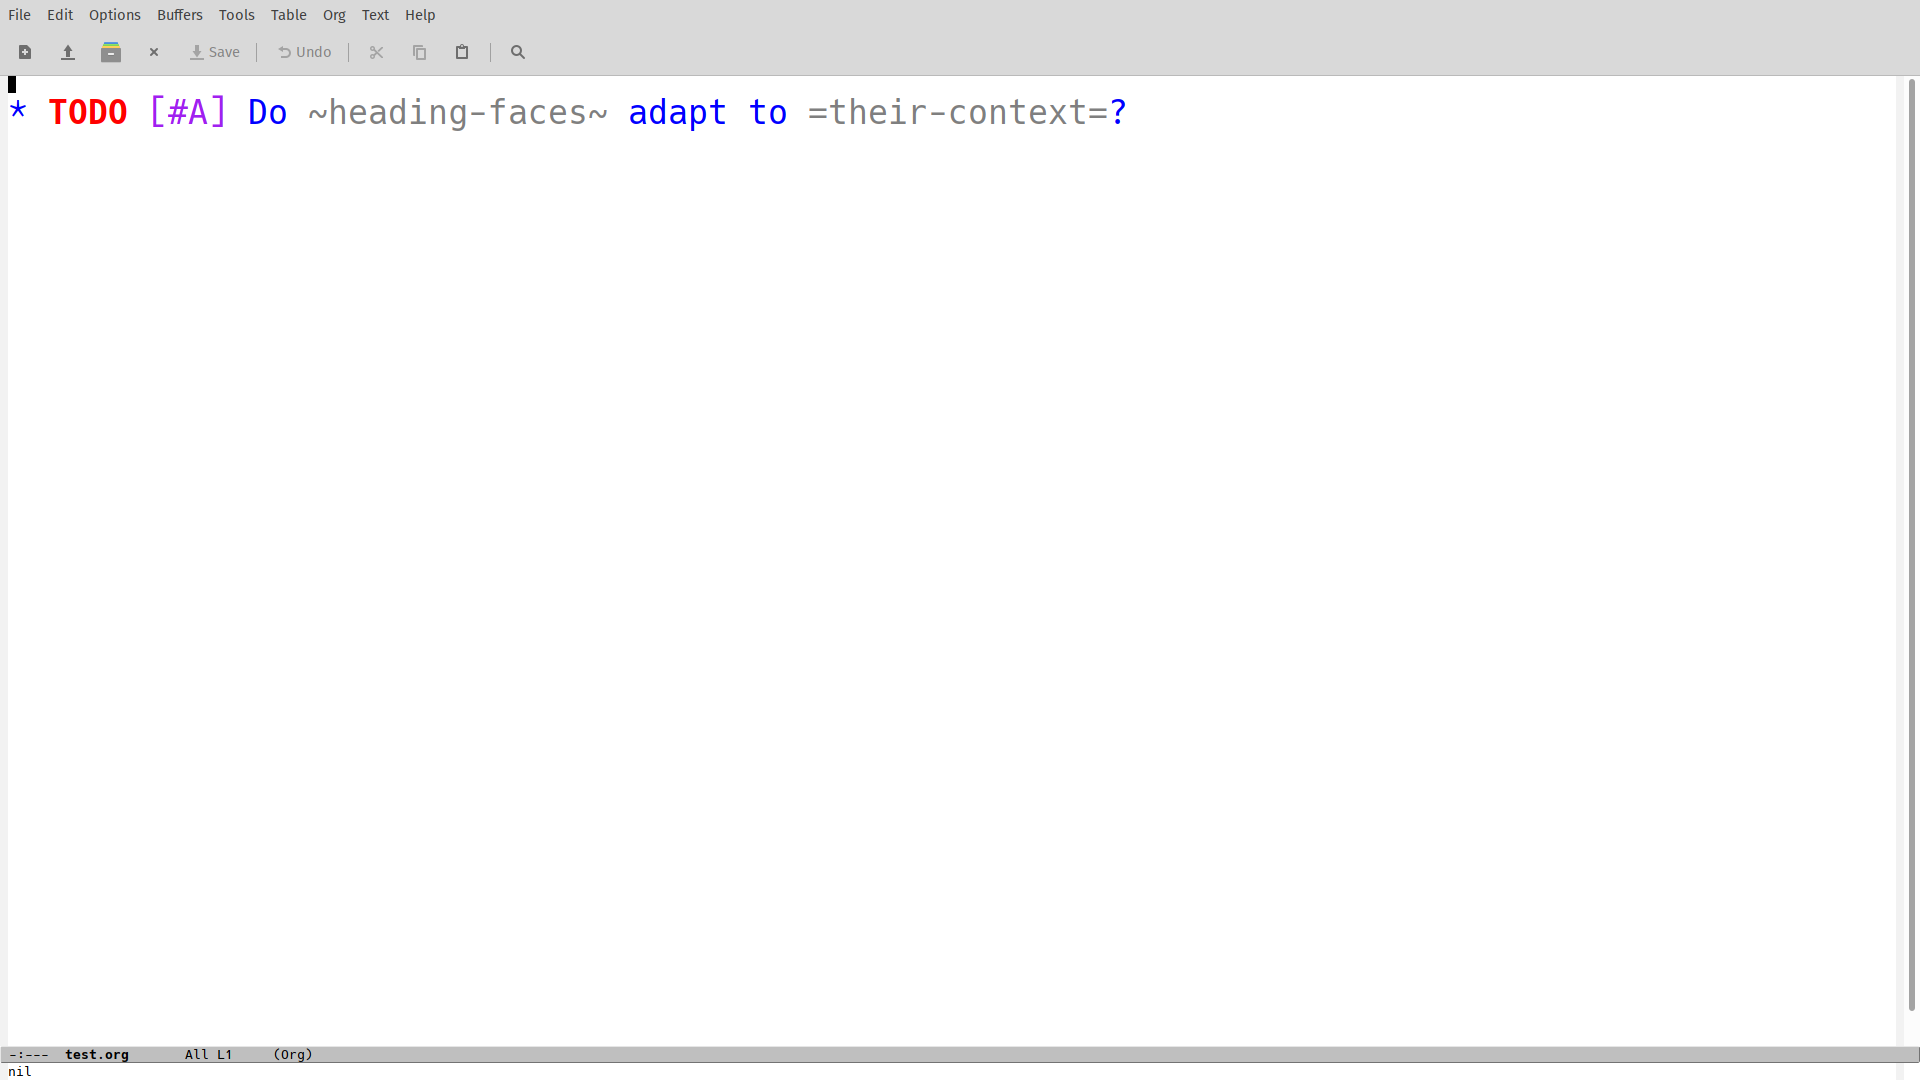 File Edit Options Buffers Tools Table Org Text Help
Save Undo
* TODO [#A] Do ~heading-faces~ adapt to =their-context=?
-:--- test.org All L1 (Org)
nil